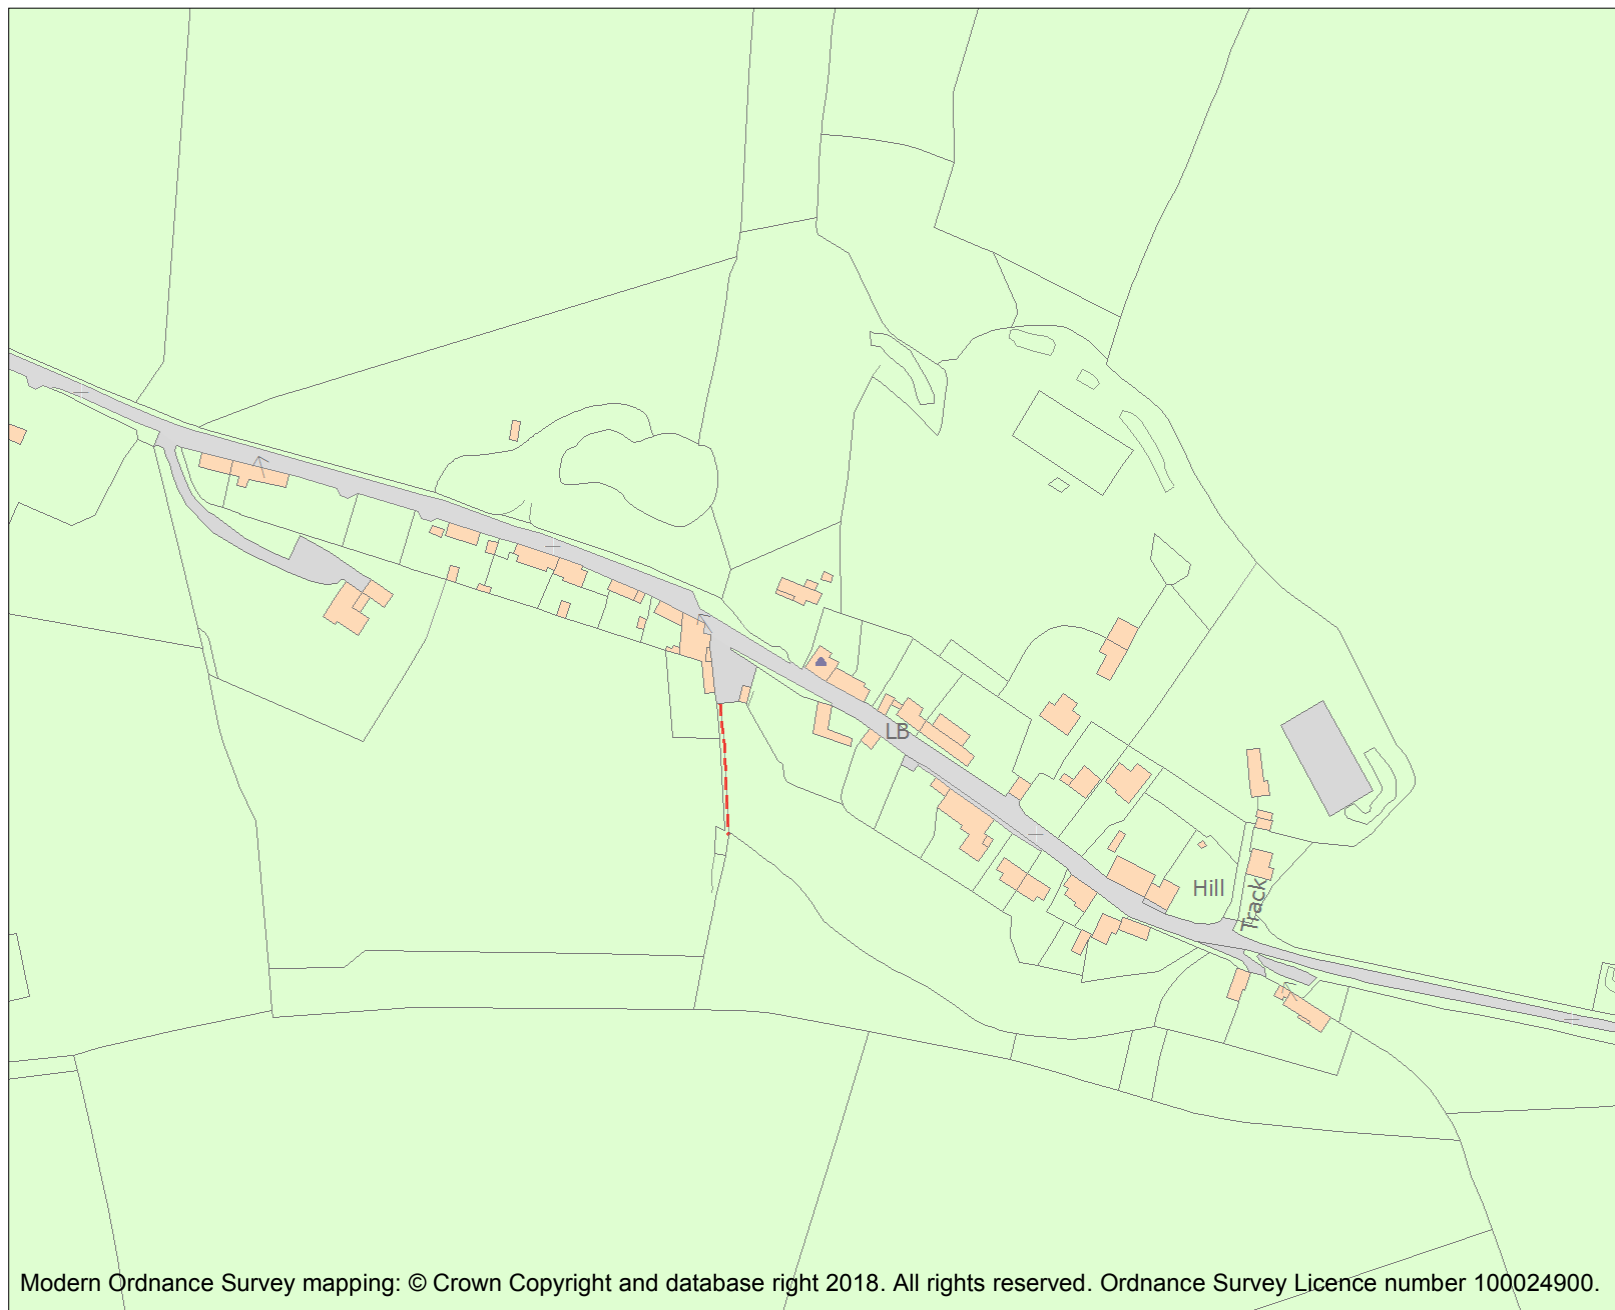 LB
Hill
Track
Modern Ordnance Survey mapping: © Crown Copyright and database right 2018. All rights reserved. Ordnance Survey Licence number 100024900.